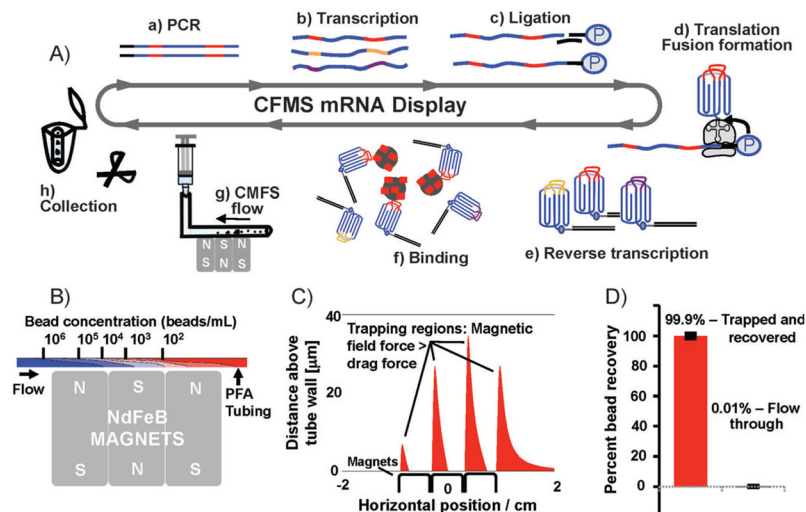 a) PCR
b) Transcription
c) Ligation
P
P
d) Translation
Fusion formation
A)
CFMS mRNA Display
P
h)
Collection
g) CMFS
flow
N S N
S N S
f) Binding
e) Reverse transcription
B)
Bead concentration (beads/mL)
10⁶ 10⁵ 10⁴ 10³ 10²
Flow
PFA
Tubing
N S N
NdFeB
MAGNETS
S N S
C)
Distance above
tube wall [μm]
40
20
0
Trapping regions: Magnetic
field force >
drag force
Magnets
-2 0 2
Horizontal position / cm
D)
Percent bead recovery
100
80
60
40
20
0
99.9% – Trapped and
recovered
0.01% – Flow
through